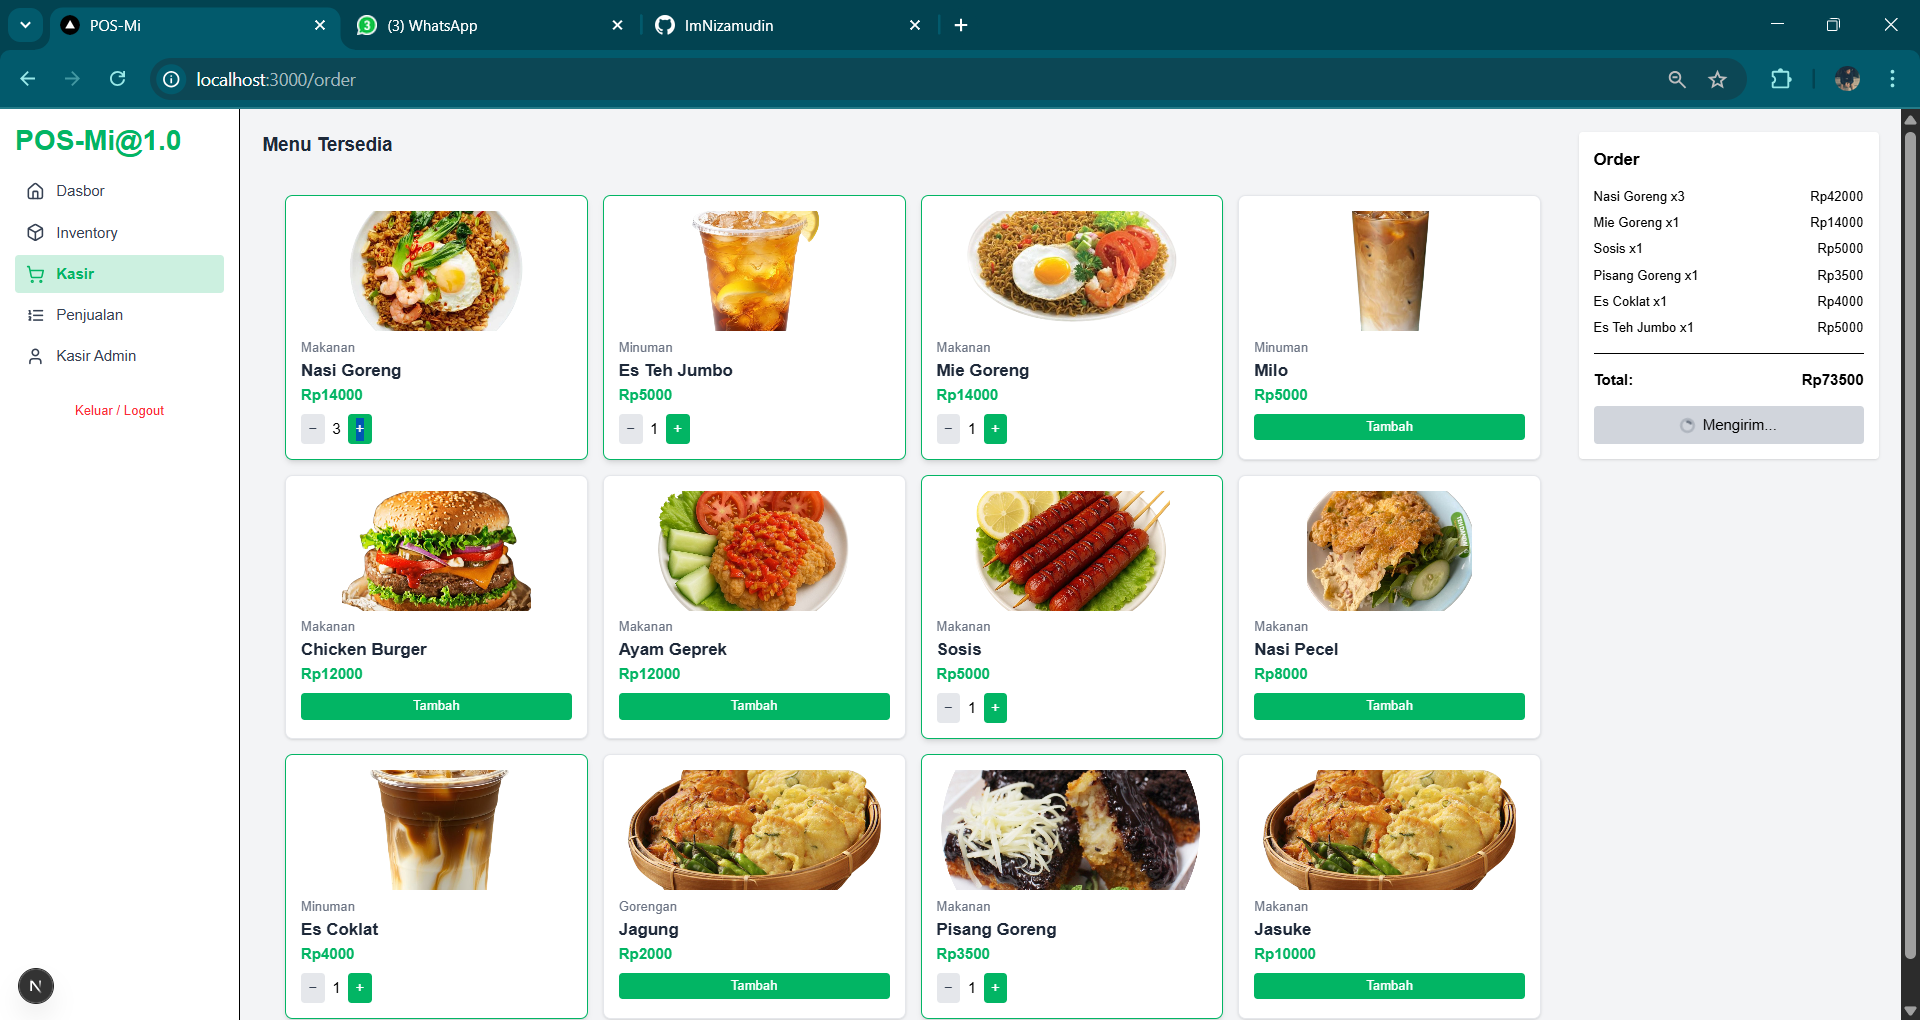 POS-Mi
(3) WhatsApp
ImNizamudin
localhost:3000/order
POS-Mi@1.0
Dasbor
Inventory
Kasir
Penjualan
Kasir Admin
Keluar / Logout
Menu Tersedia
Makanan
Nasi Goreng
Rp14000
− 3 +
Minuman
Es Teh Jumbo
Rp5000
− 1 +
Makanan
Mie Goreng
Rp14000
− 1 +
Minuman
Milo
Rp5000
Tambah
Makanan
Chicken Burger
Rp12000
Tambah
Makanan
Ayam Geprek
Rp12000
Tambah
Makanan
Sosis
Rp5000
− 1 +
Makanan
Nasi Pecel
Rp8000
Tambah
Minuman
Es Coklat
Rp4000
− 1 +
Gorengan
Jagung
Rp2000
Tambah
Makanan
Pisang Goreng
Rp3500
− 1 +
Makanan
Jasuke
Rp10000
Tambah
Order
Nasi Goreng x3 Rp42000
Mie Goreng x1 Rp14000
Sosis x1 Rp5000
Pisang Goreng x1 Rp3500
Es Coklat x1 Rp4000
Es Teh Jumbo x1 Rp5000
Total: Rp73500
Mengirim...
N